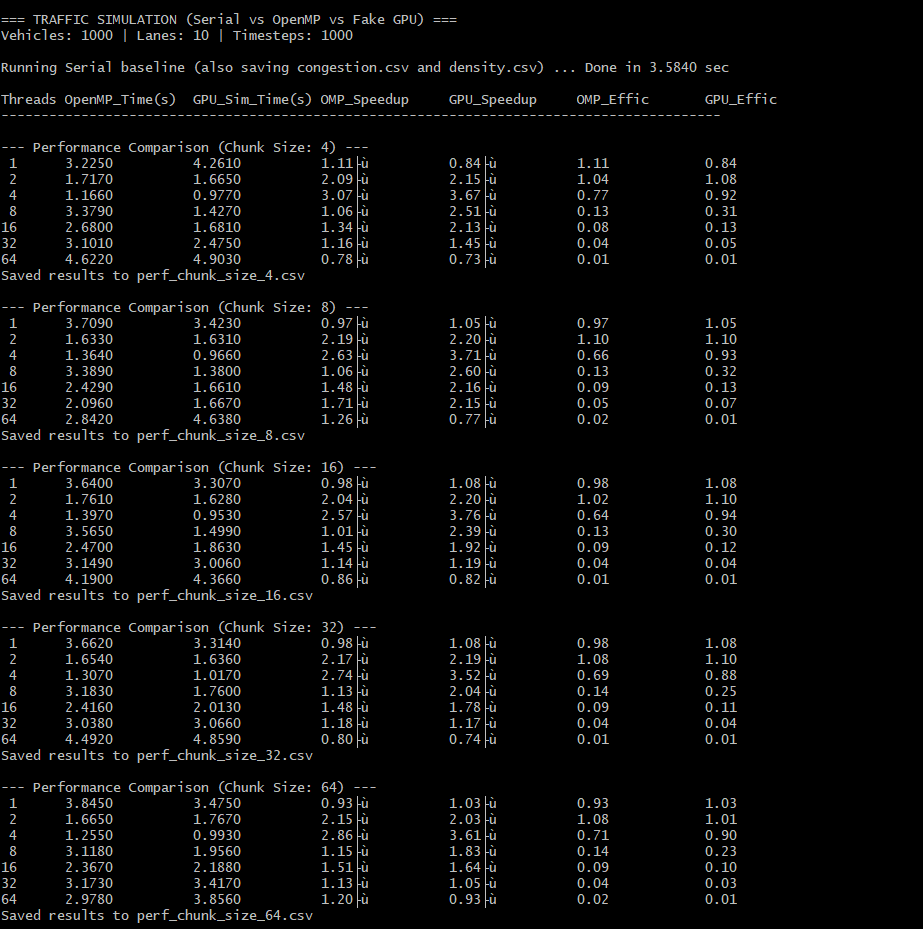 === TRAFFIC SIMULATION (Serial vs OpenMP vs Fake GPU) ===
Vehicles: 1000 | Lanes: 10 | Timesteps: 1000
Running Serial baseline (also saving congestion.csv and density.csv) ... Done in 3.5840 sec
Threads OpenMP_Time(s)  GPU_Sim_Time(s) OMP_Speedup     GPU_Speedup     OMP_Effic       GPU_Effic
------------------------------------------------------------------------------------------
--- Performance Comparison (Chunk Size: 4) ---
 1      3.2250          4.2610          1.11├ù          0.84├ù          1.11            0.84
 2      1.7170          1.6650          2.09├ù          2.15├ù          1.04            1.08
 4      1.1660          0.9770          3.07├ù          3.67├ù          0.77            0.92
 8      3.3790          1.4270          1.06├ù          2.51├ù          0.13            0.31
16      2.6800          1.6810          1.34├ù          2.13├ù          0.08            0.13
32      3.1010          2.4750          1.16├ù          1.45├ù          0.04            0.05
64      4.6220          4.9030          0.78├ù          0.73├ù          0.01            0.01
Saved results to perf_chunk_size_4.csv
--- Performance Comparison (Chunk Size: 8) ---
 1      3.7090          3.4230          0.97├ù          1.05├ù          0.97            1.05
 2      1.6330          1.6310          2.19├ù          2.20├ù          1.10            1.10
 4      1.3640          0.9660          2.63├ù          3.71├ù          0.66            0.93
 8      3.3890          1.3800          1.06├ù          2.60├ù          0.13            0.32
16      2.4290          1.6610          1.48├ù          2.16├ù          0.09            0.13
32      2.0960          1.6670          1.71├ù          2.15├ù          0.05            0.07
64      2.8420          4.6380          1.26├ù          0.77├ù          0.02            0.01
Saved results to perf_chunk_size_8.csv
--- Performance Comparison (Chunk Size: 16) ---
 1      3.6400          3.3070          0.98├ù          1.08├ù          0.98            1.08
 2      1.7610          1.6280          2.04├ù          2.20├ù          1.02            1.10
 4      1.3970          0.9530          2.57├ù          3.76├ù          0.64            0.94
 8      3.5650          1.4990          1.01├ù          2.39├ù          0.13            0.30
16      2.4700          1.8630          1.45├ù          1.92├ù          0.09            0.12
32      3.1490          3.0060          1.14├ù          1.19├ù          0.04            0.04
64      4.1900          4.3660          0.86├ù          0.82├ù          0.01            0.01
Saved results to perf_chunk_size_16.csv
--- Performance Comparison (Chunk Size: 32) ---
 1      3.6620          3.3140          0.98├ù          1.08├ù          0.98            1.08
 2      1.6540          1.6360          2.17├ù          2.19├ù          1.08            1.10
 4      1.3070          1.0170          2.74├ù          3.52├ù          0.69            0.88
 8      3.1830          1.7600          1.13├ù          2.04├ù          0.14            0.25
16      2.4160          2.0130          1.48├ù          1.78├ù          0.09            0.11
32      3.0380          3.0660          1.18├ù          1.17├ù          0.04            0.04
64      4.4920          4.8590          0.80├ù          0.74├ù          0.01            0.01
Saved results to perf_chunk_size_32.csv
--- Performance Comparison (Chunk Size: 64) ---
 1      3.8450          3.4750          0.93├ù          1.03├ù          0.93            1.03
 2      1.6650          1.7670          2.15├ù          2.03├ù          1.08            1.01
 4      1.2550          0.9930          2.86├ù          3.61├ù          0.71            0.90
 8      3.1180          1.9560          1.15├ù          1.83├ù          0.14            0.23
16      2.3670          2.1880          1.51├ù          1.64├ù          0.09            0.10
32      3.1730          3.4170          1.13├ù          1.05├ù          0.04            0.03
64      2.9780          3.8560          1.20├ù          0.93├ù          0.02            0.01
Saved results to perf_chunk_size_64.csv